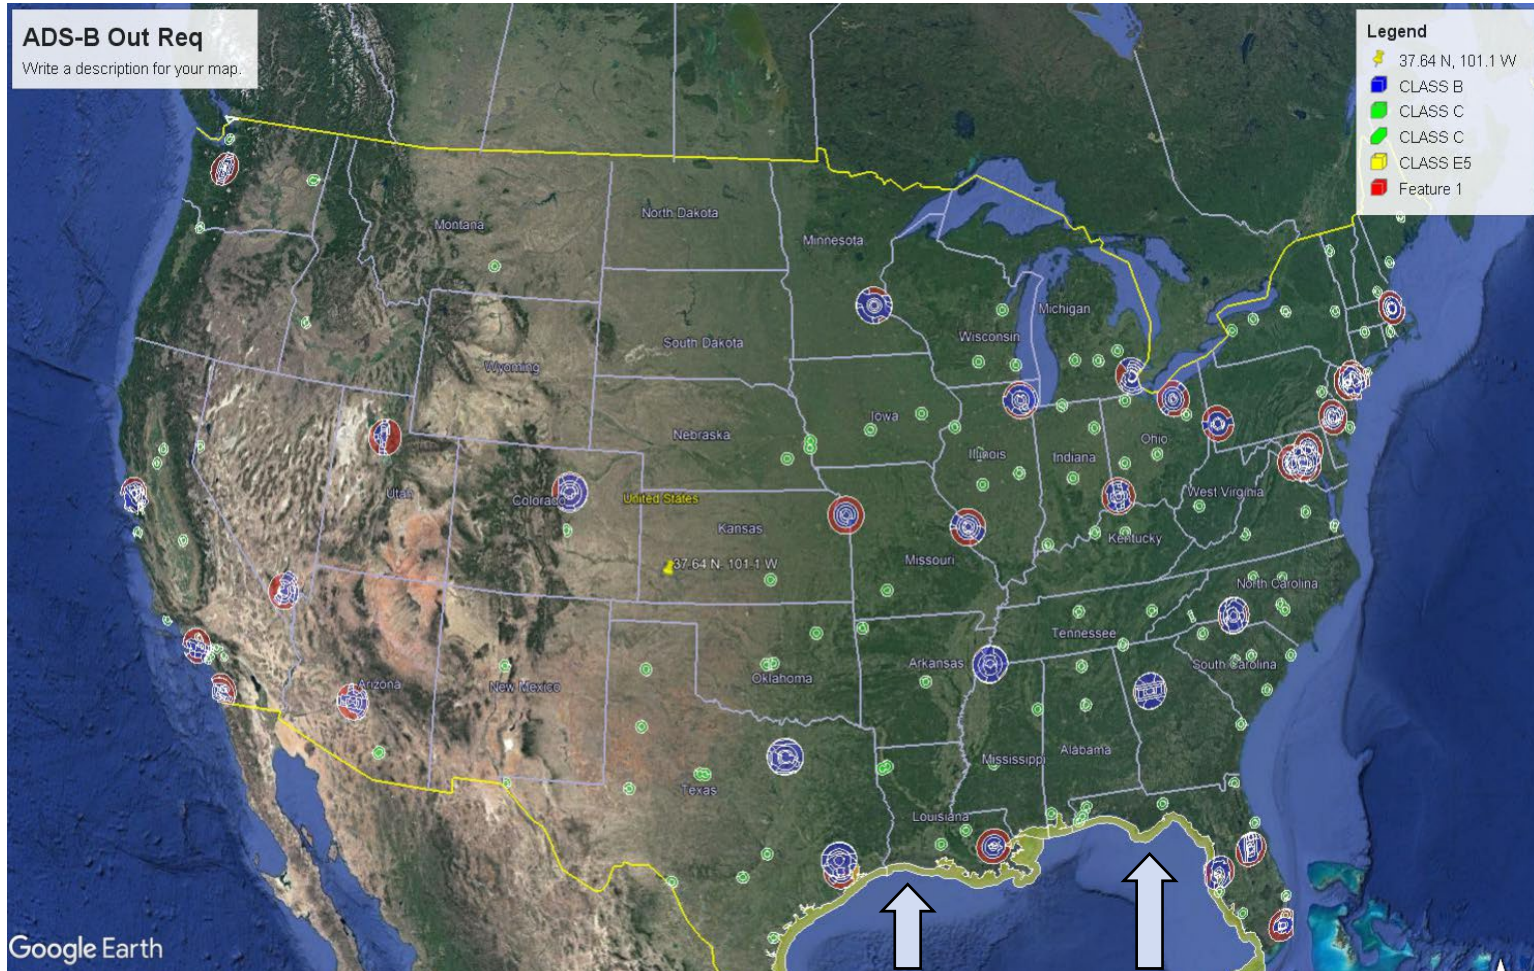 ADS-B Out Req
Write a description for your map.
Legend
37.64 N, 101.1 W
CLASS B
CLASS C
CLASS C
CLASS E5
Feature 1
North Dakota
Montana
Minnesota
Michigan
Wisconsin
South Dakota
Wyoming
Iowa
Nebraska
Ohio
Illinois
Indiana
Utah
Colorado
United States
West Virginia
Kansas
Kentucky
Missouri
37.64 N, 101.1 W
North Carolina
Tennessee
Arkansas
South Carolina
Oklahoma
Arizona
New Mexico
Alabama
Mississippi
Texas
Louisiana
Google Earth